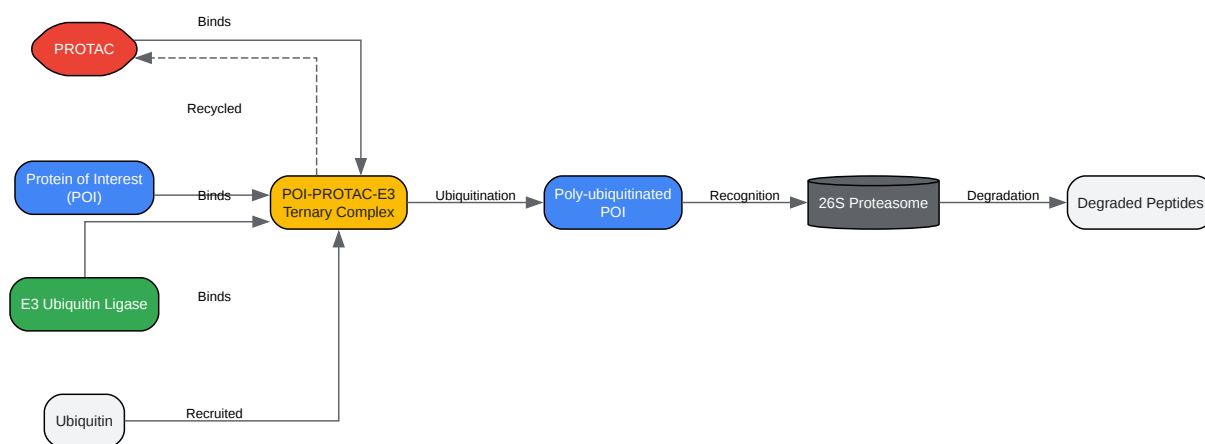 Binds
PROTAC
Recycled
Protein of Interest
(POI)
Binds
POI-PROTAC-E3
Ternary Complex
Ubiquitination
Poly-ubiquitinated
POI
Recognition
26S Proteasome
Degradation
Degraded Peptides
E3 Ubiquitin Ligase
Binds
Ubiquitin
Recruited